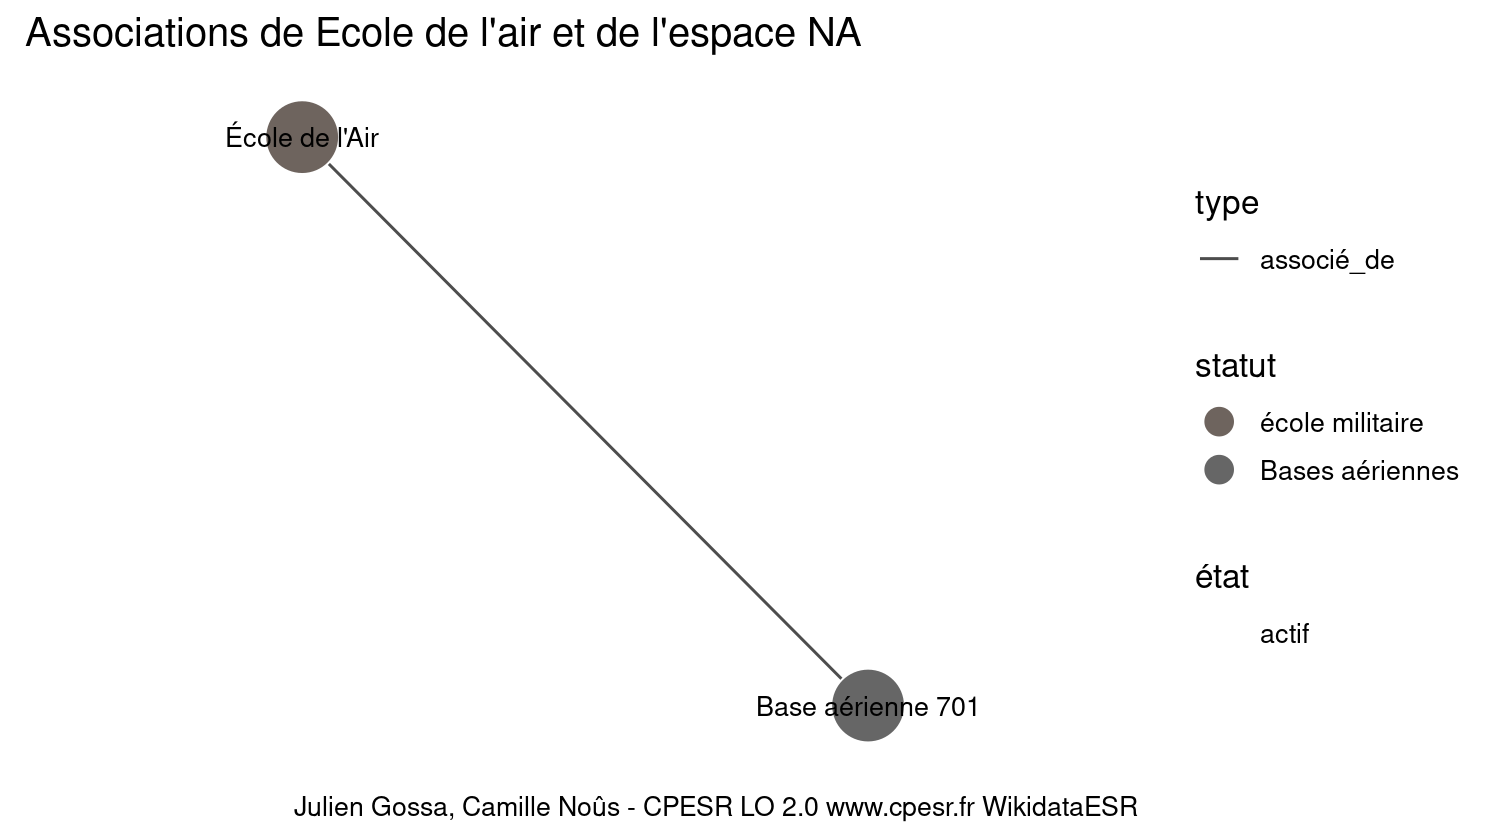 Associations de Ecole de l'air et de l'espace NA
École de l'Air
Base aérienne 701
type
associé_de
statut
école militaire
Bases aériennes
état
actif
Julien Gossa, Camille Noûs - CPESR LO 2.0 www.cpesr.fr WikidataESR